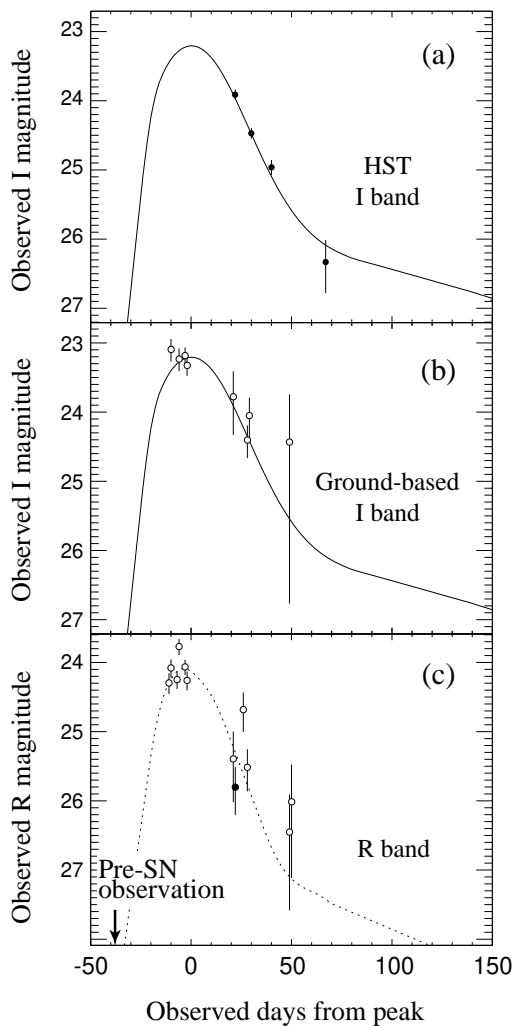 23
24
25
26
27
Observed I magnitude
(a)
HST
I band
23
24
25
26
27
Observed I magnitude
(b)
Ground-based
I band
24
25
26
27
Observed R magnitude
(c)
R band
Pre-SN
observation
-50
0
50
100
150
Observed days from peak